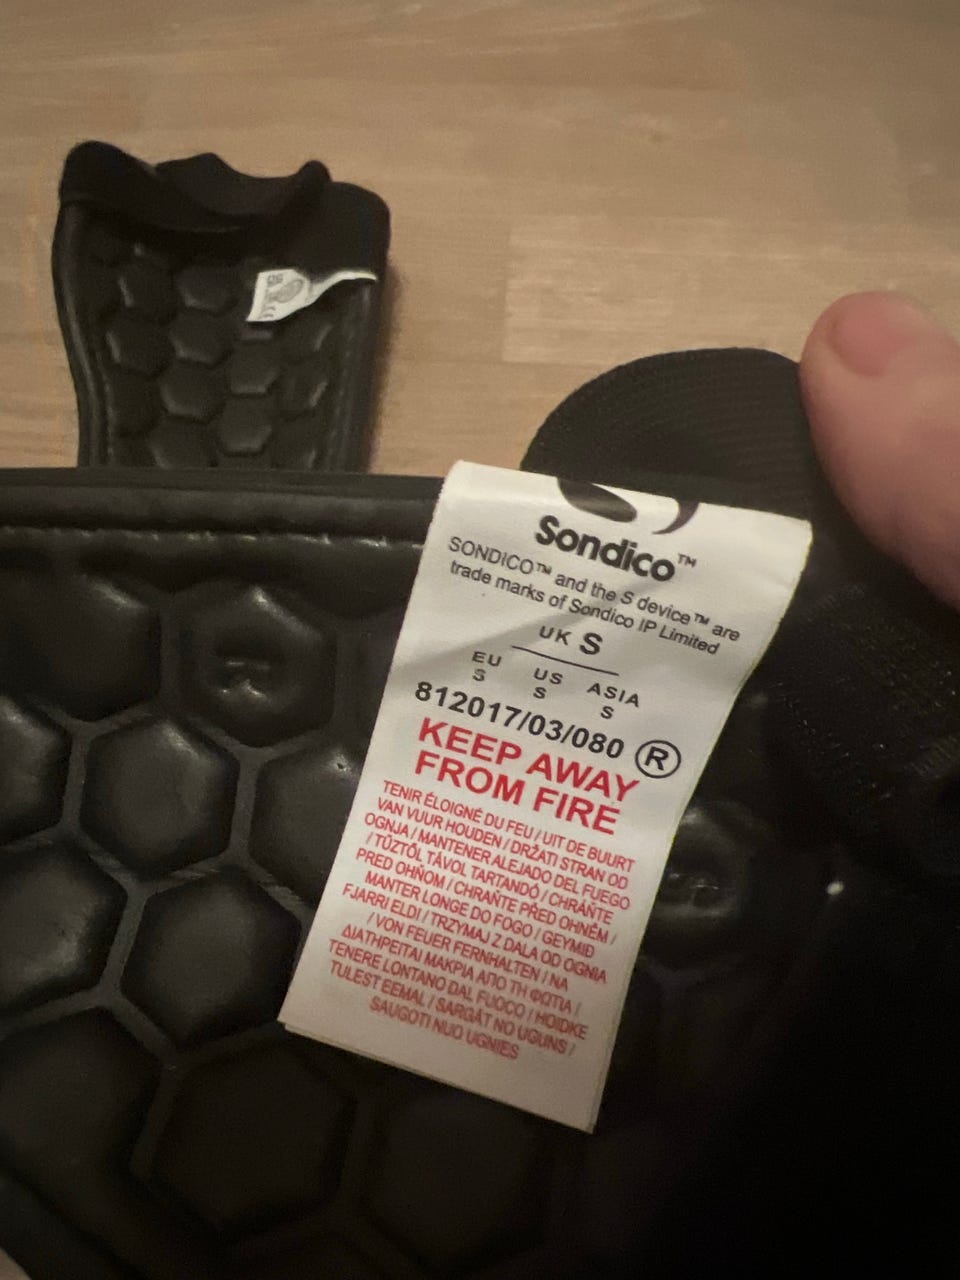 Sondico™
SONDICO™ and the S device™ are
trade marks of Sondico IP Limited
UK S
EU US ASIA
S S S
812017/03/080 R
KEEP AWAY
FROM FIRE
TENIR ÉLOIGNÉ DU FEU / UIT DE BUURT
VAN VUUR HOUDEN / DRŽATI STRAN OD
OGNJA / MANTENER ALEJADO DEL FUEGO
/ TŰZTŐL TÁVOL TARTANDÓ / CHRÁNTE
PRED OHŇOM / CHRAŇTE PŘED OHNĚM /
MANTER LONGE DO FOGO / GEYMIÐ
FJARRI ELDI / TRZYMAJ Z DALA OD OGNIA
/ VON FEUER FERNHALTEN / NA
ΔΙΑΤΗΡΕΙΤΑΙ ΜΑΚΡΙΑ ΑΠΟ ΤΗ ΦΩΤΙΑ /
TENERE LONTANO DAL FUOCO / HOIDKE
TULEST EEMAL / SARGĀT NO UGUNS /
SAUGOTI NUO UGNIES